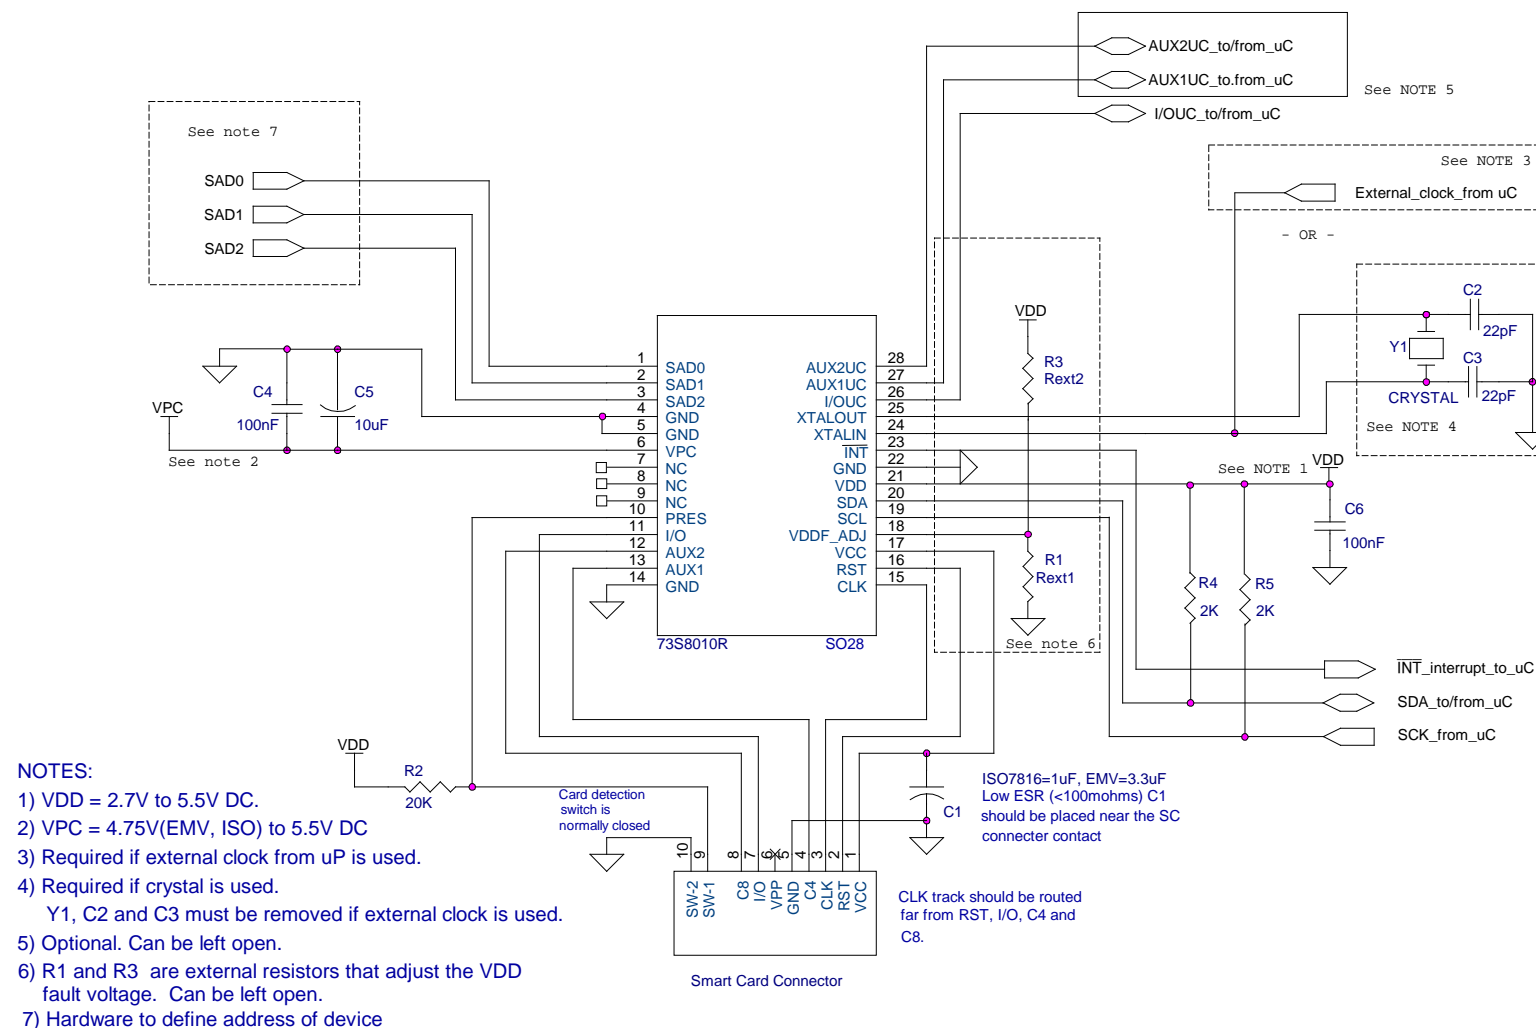 AUX2UC_to/from_uC
AUX1UC_to.from_uC
See NOTE 5
I/OUC_to/from_uC
See note 7
SAD0
SAD1
SAD2
See NOTE 3
External_clock_from uC
- OR -
VDD
R3
Rext2
C2
22pF
Y1
C3
22pF
CRYSTAL
See NOTE 4
C4
100nF
C5
10uF
VPC
See note 2
1
2
3
4
5
6
7
8
9
10
11
12
13
14
SAD0
SAD1
SAD2
GND
GND
VPC
NC
NC
NC
PRES
I/O
AUX2
AUX1
GND
AUX2UC
AUX1UC
I/OUC
XTALOUT
XTALIN
INT
GND
VDD
SDA
SCL
VDDF_ADJ
VCC
RST
CLK
28
27
26
25
24
23
22
21
20
19
18
17
16
15
73S8010R
SO28
R1
Rext1
See note 6
See NOTE 1
VDD
C6
100nF
R4
2K
R5
2K
INT_interrupt_to_uC
SDA_to/from_uC
SCK_from_uC
VDD
R2
20K
Card detection
switch is
normally closed
C1
ISO7816=1uF, EMV=3.3uF
Low ESR (<100mohms) C1
should be placed near the SC
connecter contact
10
9
8
7
6
5
4
3
2
1
SW-2
SW-1
C8
I/O
VPP
GND
C4
CLK
RST
VCC
Smart Card Connector
CLK track should be routed
far from RST, I/O, C4 and
C8.
NOTES:
1) VDD = 2.7V to 5.5V DC.
2) VPC = 4.75V(EMV, ISO) to 5.5V DC
3) Required if external clock from uP is used.
4) Required if crystal is used.
Y1, C2 and C3 must be removed if external clock is used.
5) Optional. Can be left open.
6) R1 and R3 are external resistors that adjust the VDD
fault voltage. Can be left open.
7) Hardware to define address of device